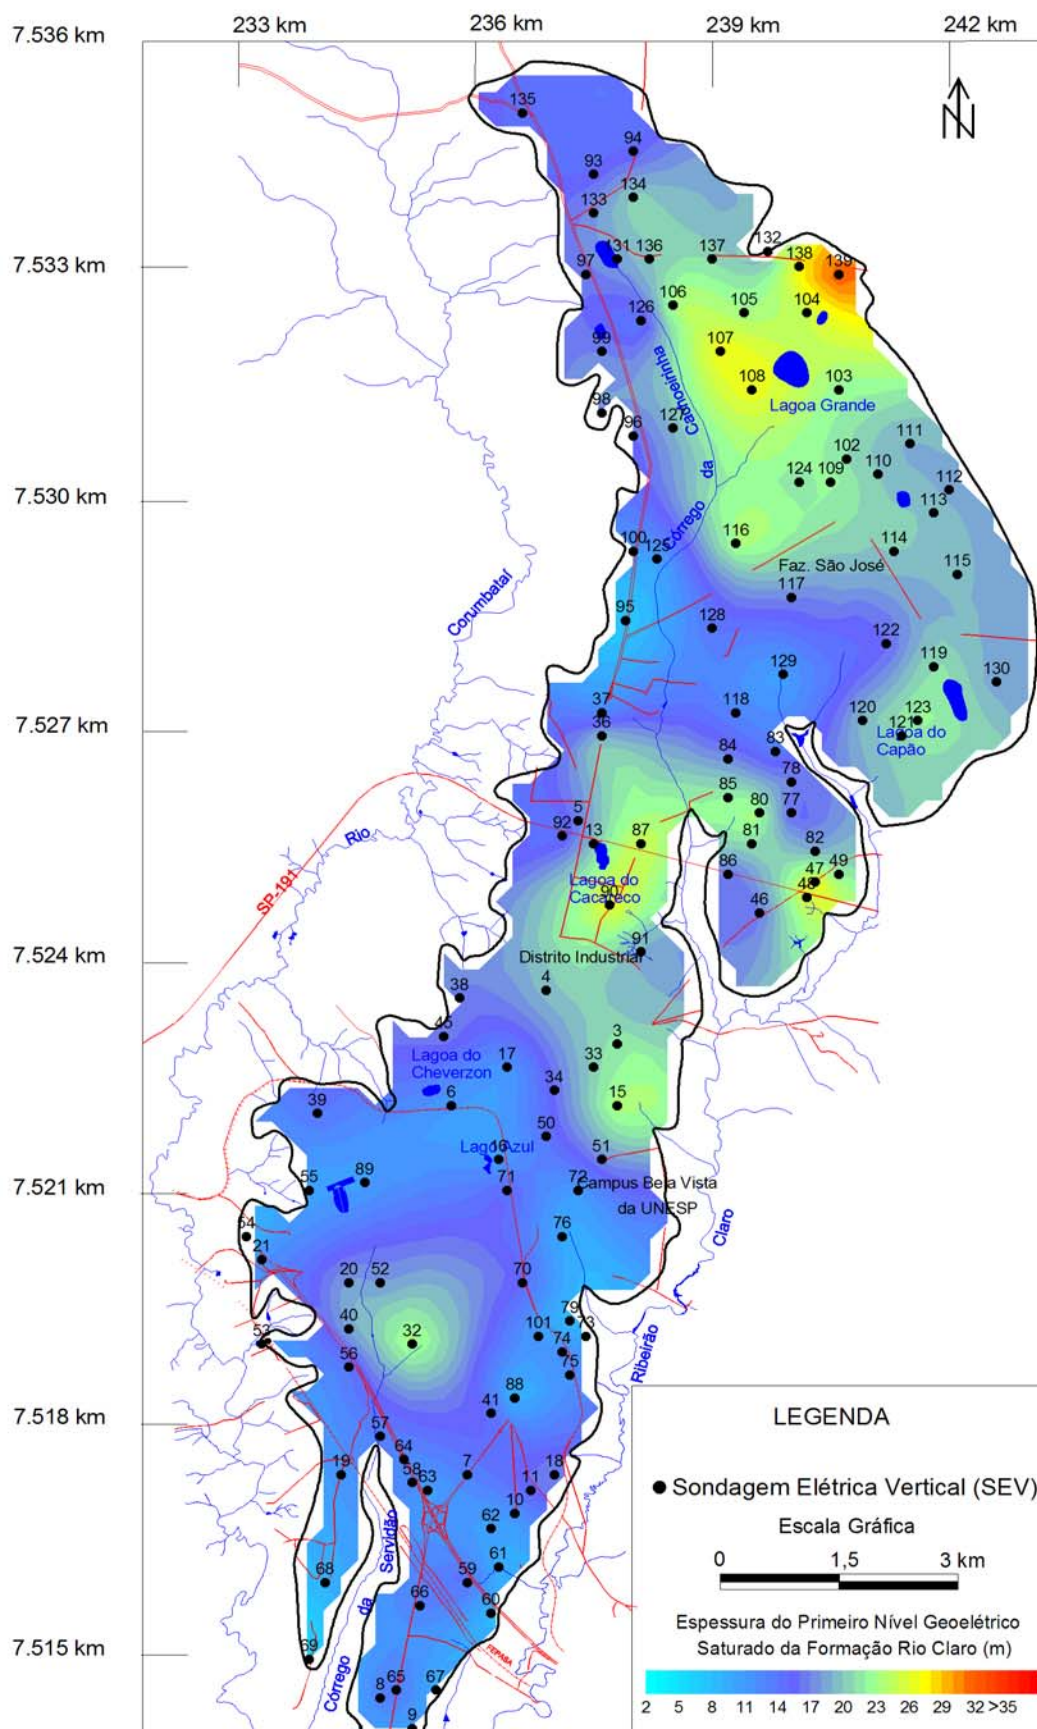 233 km 236 km 239 km 242 km
7.536 km
N
135
94
93
134
133
132
131 136 137
138
139
97
7.533 km
106
105
104
126
107
99
108
103
Lagoa Grande
Cachoeirinha
98
127
96
111
102
110
124 109
112
da
7.530 km
113
116
Córrego
114
100
125
Faz. São José
115
117
Corumbataí
95
128
122
119
129
130
37
118
120
123
121
Lagoa do
Capão
7.527 km
36
83
84
78
85
80
77
5
92
13
87
81
82
Rio
86
47
49
Lagoa do
Cacareco
SP-191
90
48
46
91
Distrito Industrial
7.524 km
4
38
45
3
Lagoa do
Cheverzon
17
33
34
6
15
39
50
Lago Azul
16
51
89
55
71
72
Campus Bela Vista
da UNESP
7.521 km
54
76
Claro
21
20
52
70
40
79
53
32
101
73
74
56
75
Ribeirão
88
41
7.518 km
57
64
19
58
63
7
18
11
10
62
Servidão
61
68
59
66
60
da
69
FEPASA
7.515 km
Córrego
8
65
67
9
LEGENDA
Sondagem Elétrica Vertical (SEV)
Escala Gráfica
0 1,5 3 km
Espessura do Primeiro Nível Geoelétrico
Saturado da Formação Rio Claro (m)
2 5 8 11 14 17 20 23 26 29 32 >35